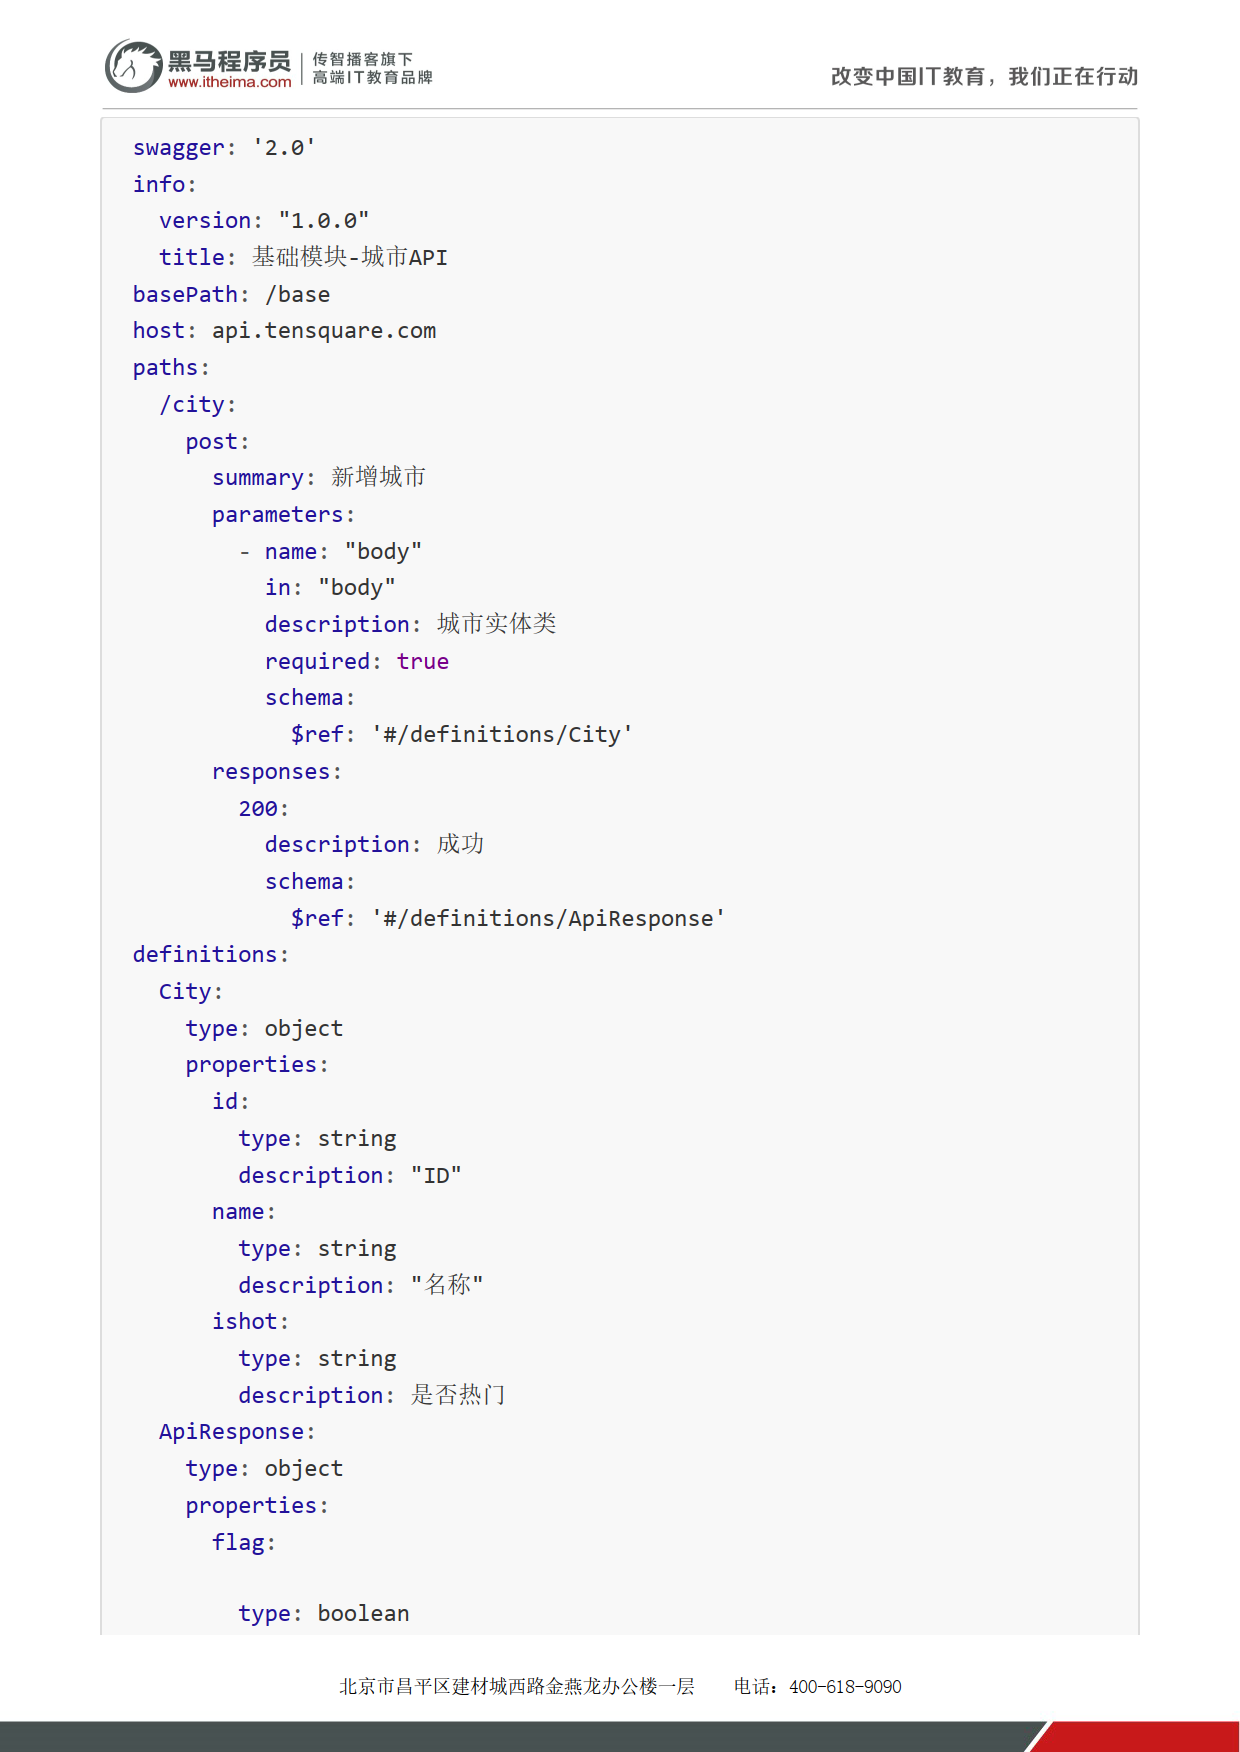 黑马程序员
www.itheima.com
传智播客旗下
高端IT教育品牌
改变中国IT教育，我们正在行动
swagger: '2.0'
info:
  version: "1.0.0"
  title: 基础模块-城市API
basePath: /base
host: api.tensquare.com
paths:
  /city:
    post:
      summary: 新增城市
      parameters:
        - name: "body"
          in: "body"
          description: 城市实体类
          required: true
          schema:
            $ref: '#/definitions/City'
      responses:
        200:
          description: 成功
          schema:
            $ref: '#/definitions/ApiResponse'
definitions:
  City:
    type: object
    properties:
      id:
        type: string
        description: "ID"
      name:
        type: string
        description: "名称"
      ishot:
        type: string
        description: 是否热门
  ApiResponse:
    type: object
    properties:
      flag:
        type: boolean
北京市昌平区建材城西路金燕龙办公楼一层 电话：400-618-9090